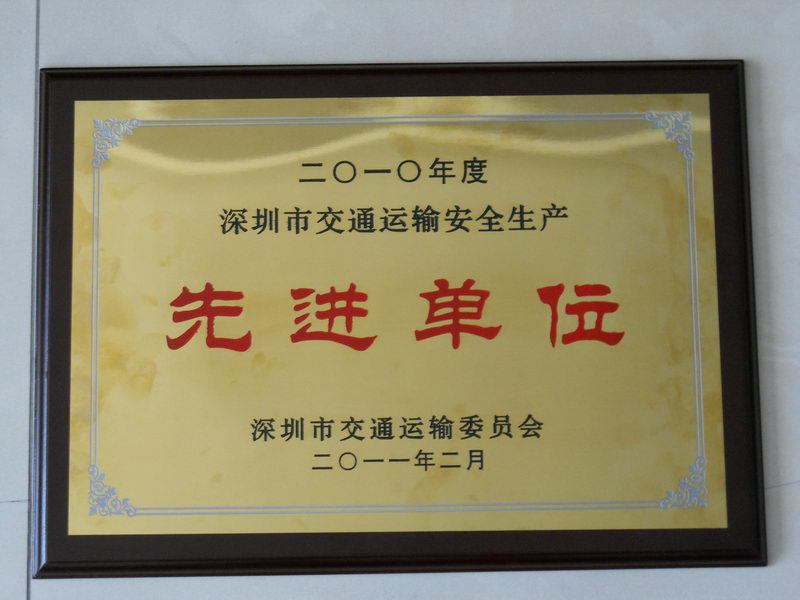 二〇一〇年度
深圳市交通运输安全生产
先进单位
深圳市交通运输委员会
二〇一一年二月